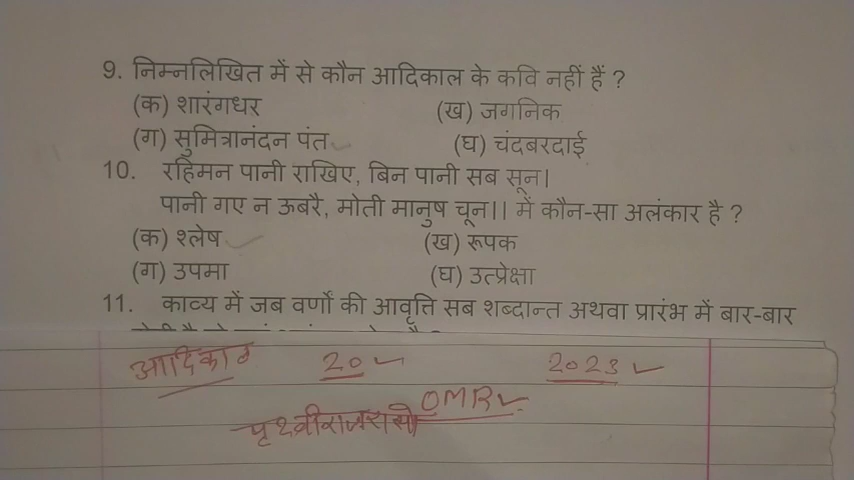 9. निम्नलिखित में से कौन आदिकाल के कवि नहीं हैं ?
(क) शारंगधर (ख) जगनिक
(ग) सुमित्रानंदन पंत (घ) चंदबरदाई
10. रहिमन पानी राखिए, बिन पानी सब सून।
पानी गए न ऊबरै, मोती मानुष चून।। में कौन-सा अलंकार है ?
(क) श्लेष (ख) रूपक
(ग) उपमा (घ) उत्प्रेक्षा
11. काव्य में जब वर्णों की आवृत्ति सब शब्दान्त अथवा प्रारंभ में बार-बार
आदिकाल 20 2023
OMR
पृथ्वीराजरासो